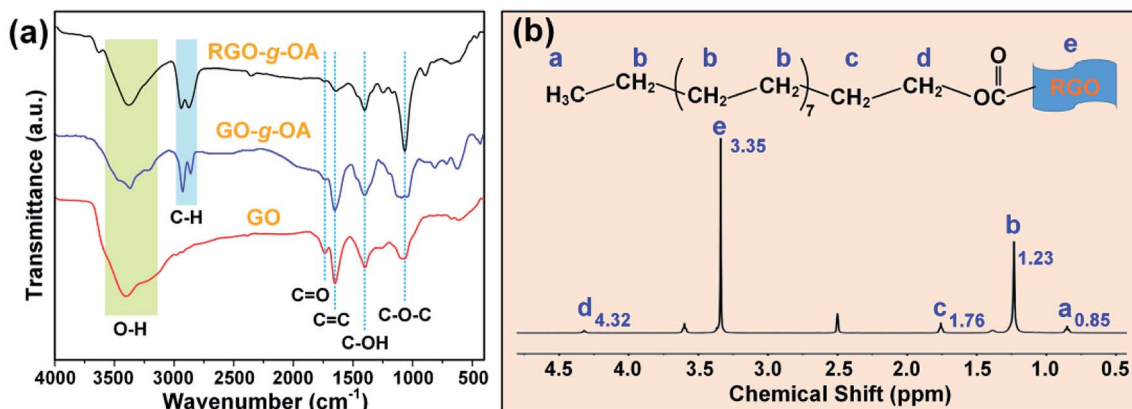 (a)
RGO-g-OA
GO-g-OA
GO
C-H
O-H
C=O
C=C
C-OH
C-O-C
Transmittance (a.u.)
4000 3500 3000 2500 2000 1500 1000 500
Wavenumber (cm⁻¹)
(b)
a b b b c d e
O
H₃C CH₂ CH₂ CH₂ 7 CH₂ CH₂ OC RGO
e
3.35
b
1.23
d 4.32
c 1.76
a 0.85
4.5 4.0 3.5 3.0 2.5 2.0 1.5 1.0 0.5
Chemical Shift (ppm)